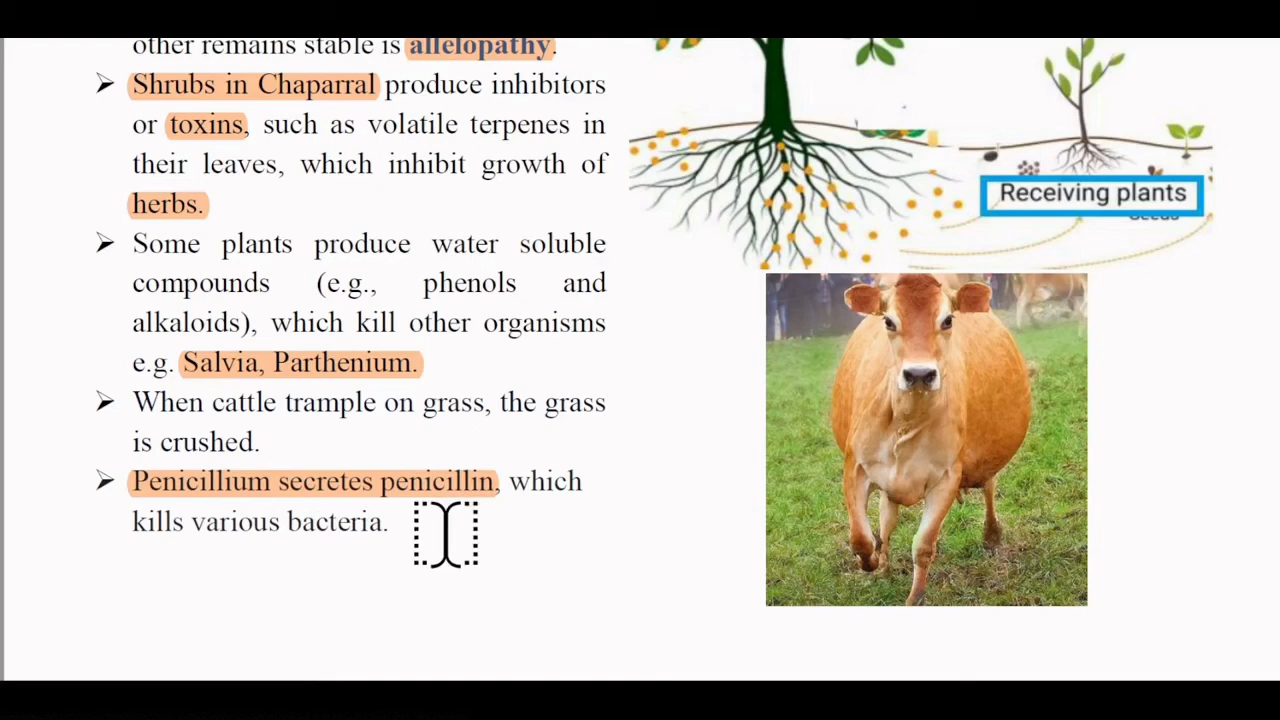 other remains stable is allelopathy.
➢ Shrubs in Chaparral produce inhibitors
or toxins, such as volatile terpenes in
their leaves, which inhibit growth of
herbs.
➢ Some plants produce water soluble
compounds (e.g., phenols and
alkaloids), which kill other organisms
e.g. Salvia, Parthenium.
➢ When cattle trample on grass, the grass
is crushed.
➢ Penicillium secretes penicillin, which
kills various bacteria.
Receiving plants
Seeds